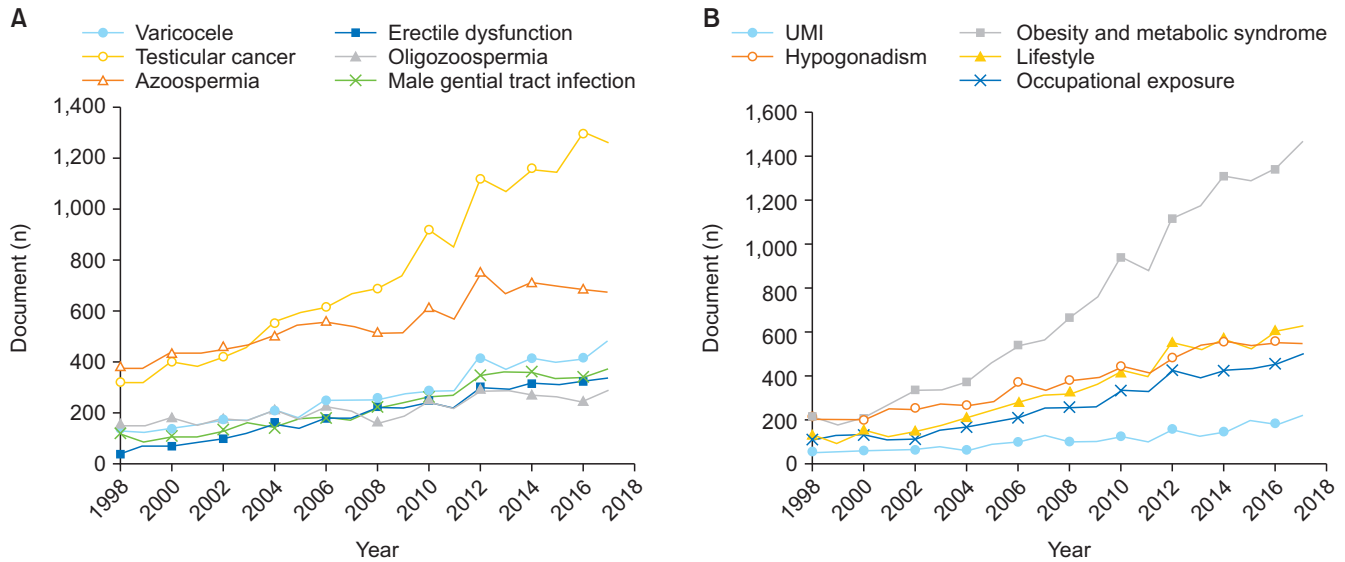 A
Varicocele
Testicular cancer
Azoospermia
Erectile dysfunction
Oligozoospermia
Male gential tract infection
Document (n)
1,400
1,200
1,000
800
600
400
200
0
1998
2000
2002
2004
2006
2008
2010
2012
2014
2016
2018
Year
B
UMI
Hypogonadism
Obesity and metabolic syndrome
Lifestyle
Occupational exposure
Document (n)
1,600
1,400
1,200
1,000
800
600
400
200
0
1998
2000
2002
2004
2006
2008
2010
2012
2014
2016
2018
Year